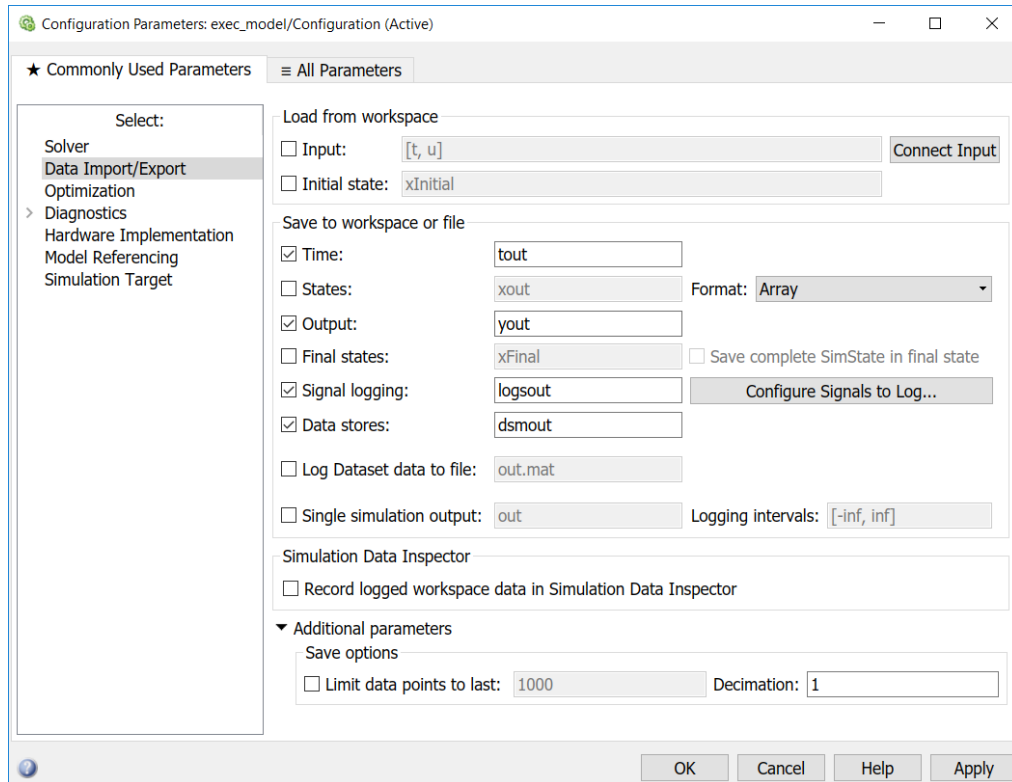 Configuration Parameters: exec_model/Configuration (Active)
★ Commonly Used Parameters
≡ All Parameters
Select:
Solver
Data Import/Export
Optimization
Diagnostics
Hardware Implementation
Model Referencing
Simulation Target
Load from workspace
Input: [t, u] Connect Input
Initial state: xInitial
Save to workspace or file
Time: tout
States: xout Format: Array
Output: yout
Final states: xFinal Save complete SimState in final state
Signal logging: logsout Configure Signals to Log...
Data stores: dsmout
Log Dataset data to file: out.mat
Single simulation output: out Logging intervals: [-inf, inf]
Simulation Data Inspector
Record logged workspace data in Simulation Data Inspector
Additional parameters
Save options
Limit data points to last: 1000 Decimation: 1
OK Cancel Help Apply